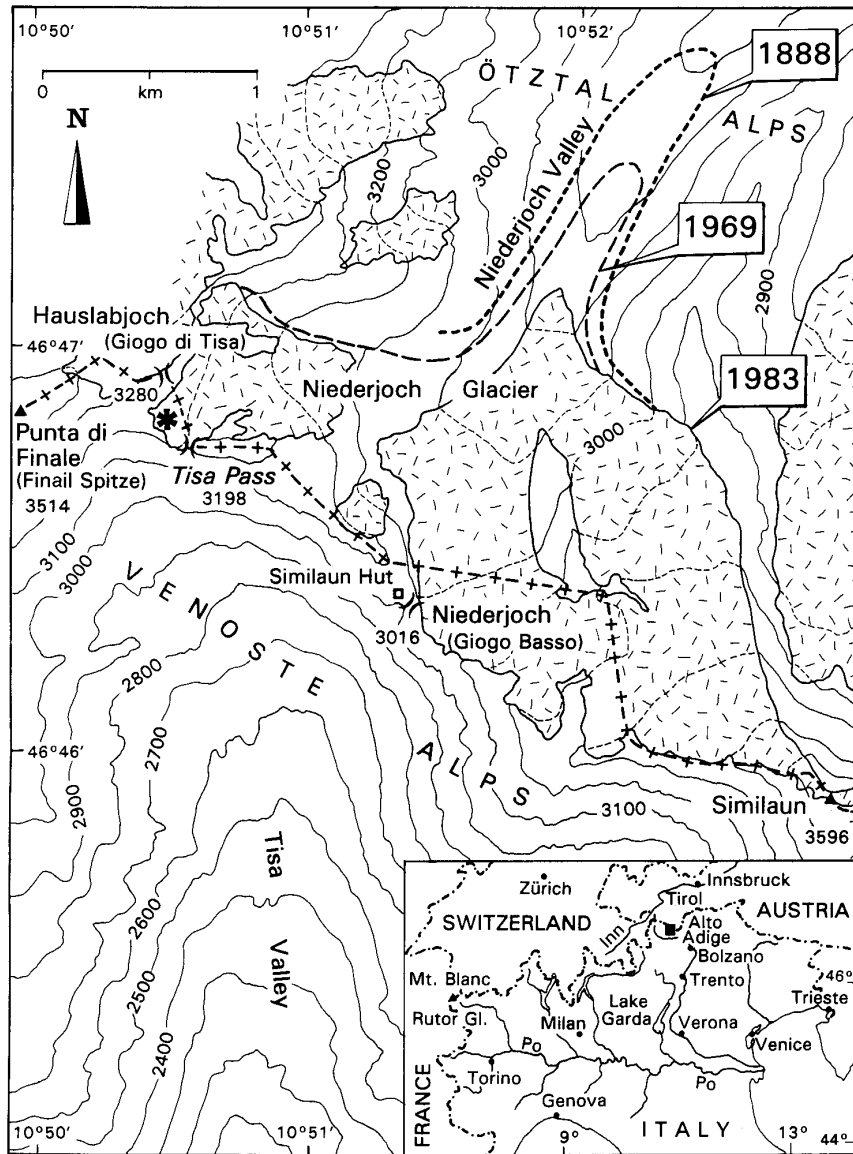 10°50′
10°51′
10°52′
0 km 1
N
ÖTZTAL
ALPS
1888
3200
3000
Niederjoch Valley
1969
2900
Hauslabjoch
(Giogo di Tisa)
46°47′
3280
Niederjoch Glacier
1983
Punta di
Finale
(Finail Spitze)
3514
Tisa Pass
3198
3000
3100
3000
VENOSTE
ALPS
Similaun Hut
3016
Niederjoch
(Giogo Basso)
2800
46°46′
2700
2900
3100
Similaun
3596
Tisa
Valley
2600
2500
2400
10°50′
10°51′
Zürich
Innsbruck
Tirol
SWITZERLAND
Inn
AUSTRIA
Alto
Adige
Bolzano
Mt. Blanc
46°
Trento
Rutor Gl.
Lake
Garda
Trieste
Milan
Verona
Venice
Po
Torino
Po
FRANCE
Genova
9°
ITALY
13°
44°